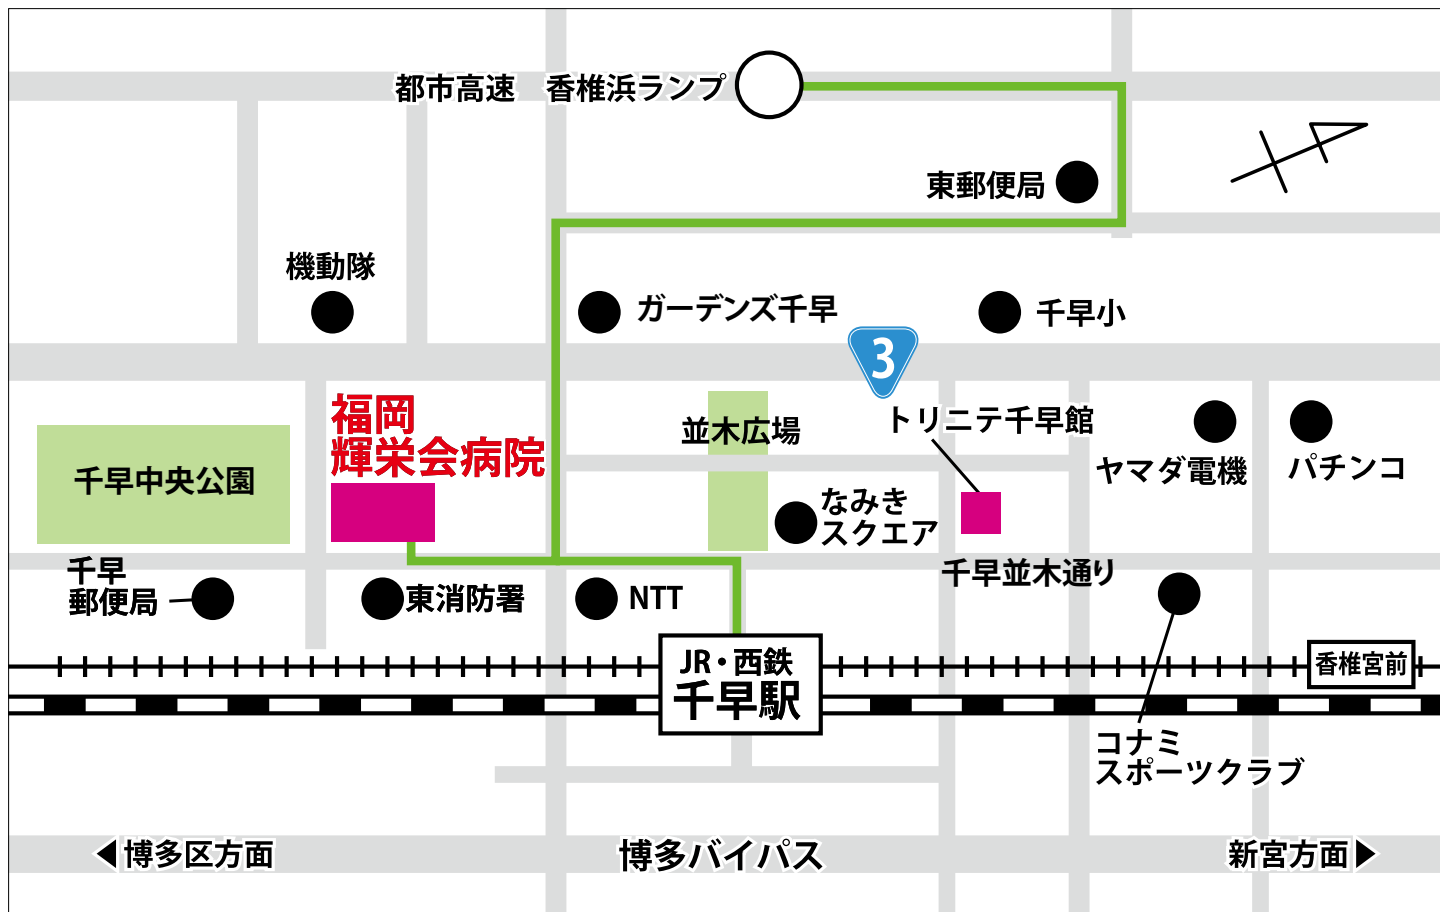 都市高速　香椎浜ランプ
東郵便局
機動隊
ガーデンズ千早
千早小
3
福岡
輝栄会病院
並木広場
トリニテ千早館
千早中央公園
ヤマダ電機
パチンコ
なみき
スクエア
千早
郵便局
東消防署
NTT
千早並木通り
JR・西鉄
千早駅
香椎宮前
コナミ
スポーツクラブ
博多区方面
博多バイパス
新宮方面